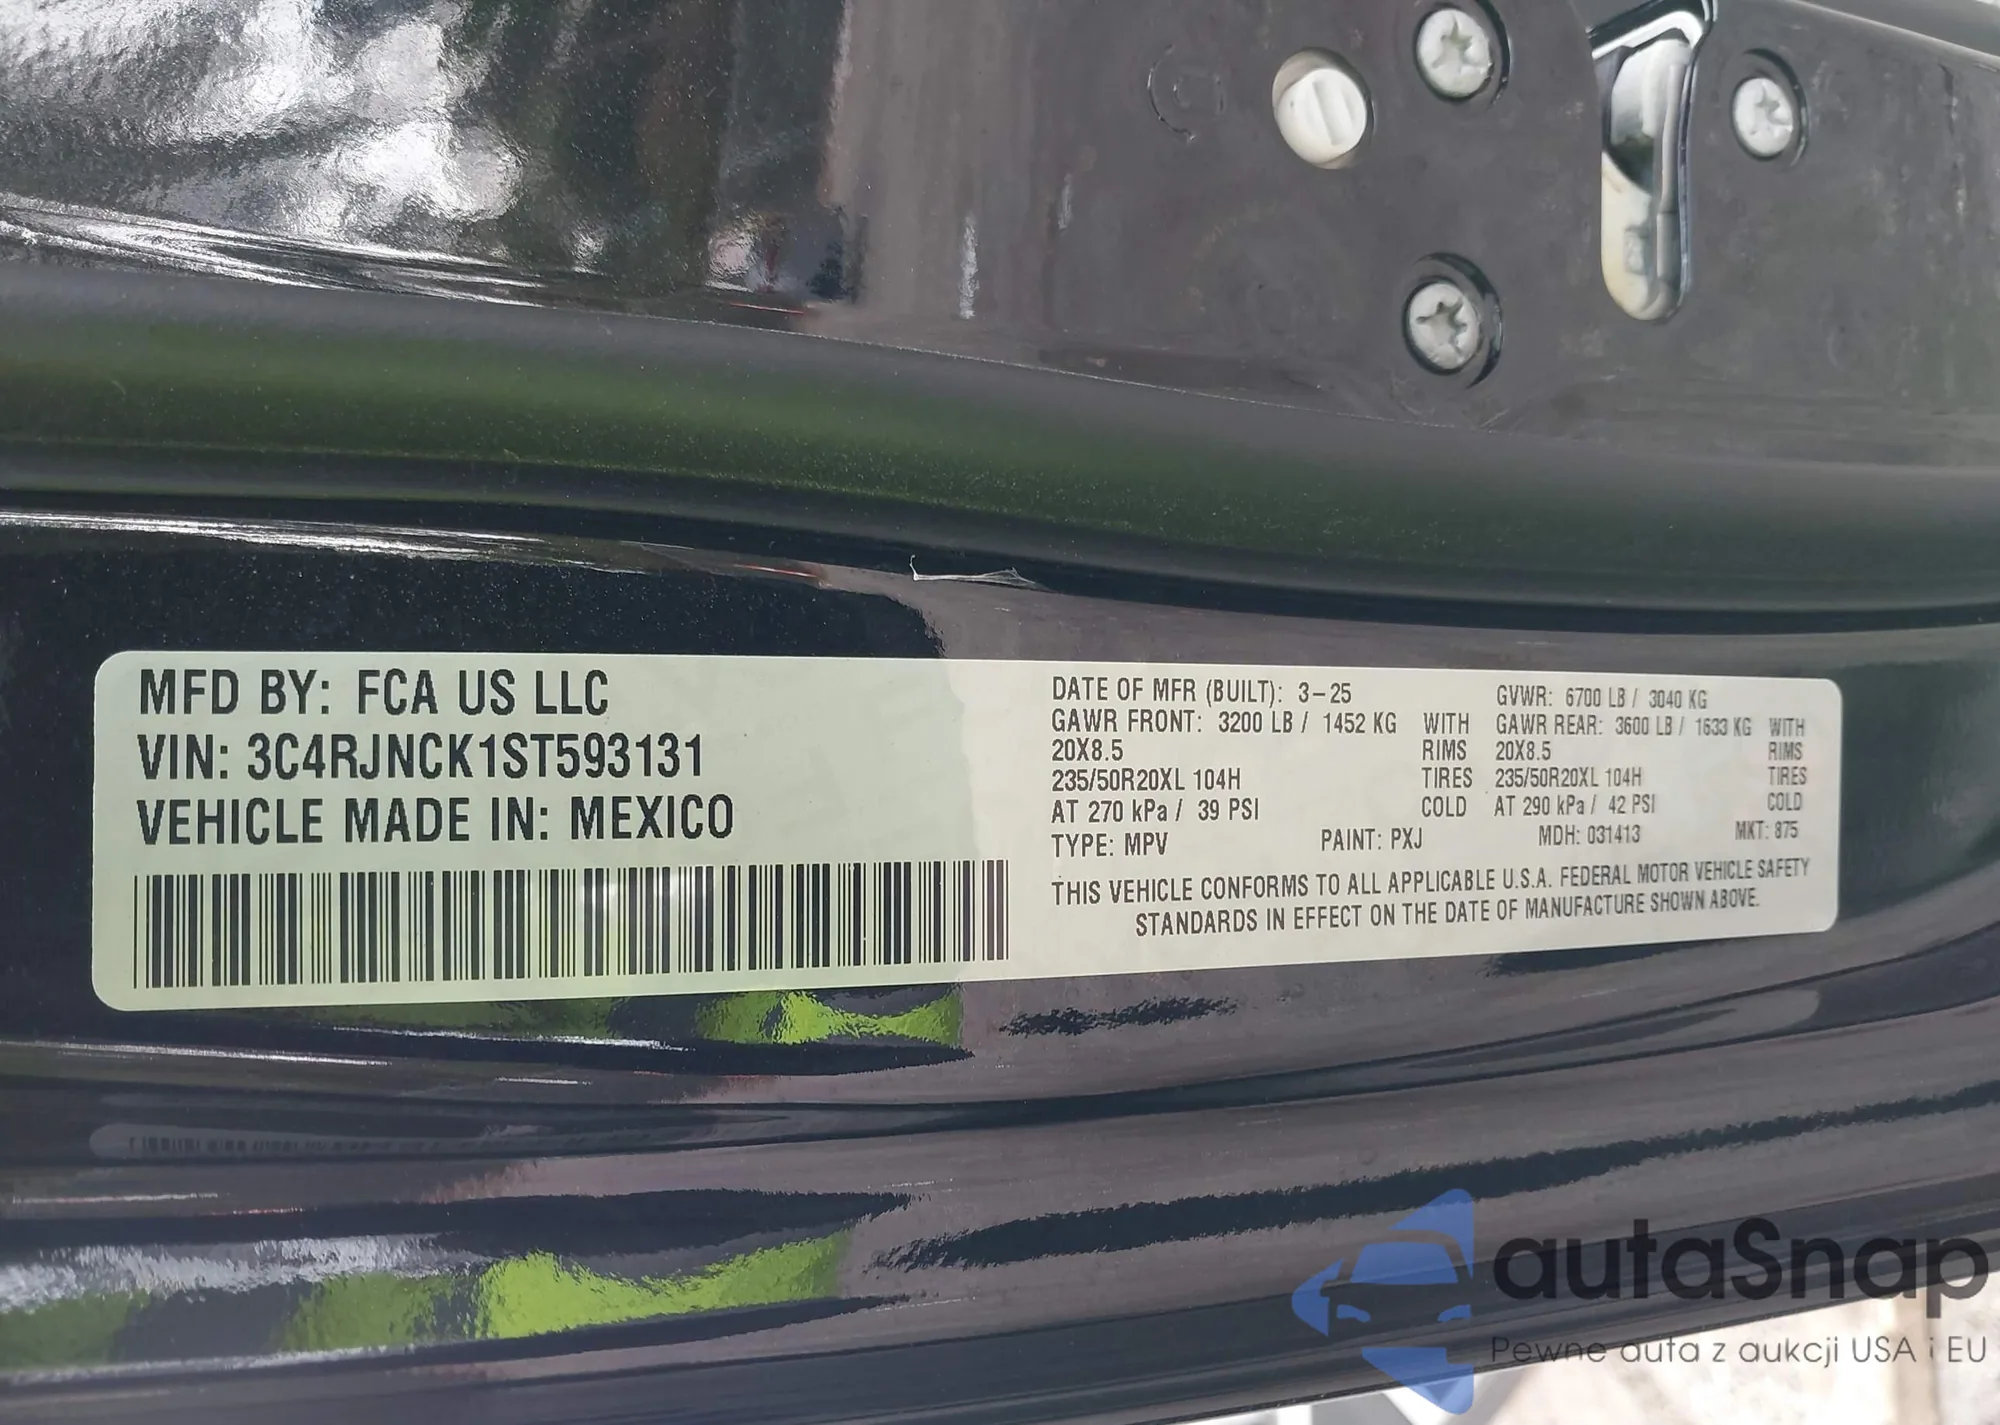 MFD BY: FCA US LLC
VIN: 3C4RJNCK1ST593131
VEHICLE MADE IN: MEXICO
DATE OF MFR (BUILT): 3-25 GVWR: 6700 LB / 3040 KG
GAWR FRONT: 3200 LB / 1452 KG WITH GAWR REAR: 3600 LB / 1633 KG WITH
20X8.5 RIMS 20X8.5 RIMS
235/50R20XL 104H TIRES 235/50R20XL 104H TIRES
AT 270 kPa / 39 PSI COLD AT 290 kPa / 42 PSI COLD
TYPE: MPV PAINT: PXJ MDH: 031413 MKT: 875
THIS VEHICLE CONFORMS TO ALL APPLICABLE U.S.A. FEDERAL MOTOR VEHICLE SAFETY
STANDARDS IN EFFECT ON THE DATE OF MANUFACTURE SHOWN ABOVE.
autaSnap
Pewne auta z aukcji USA i EU